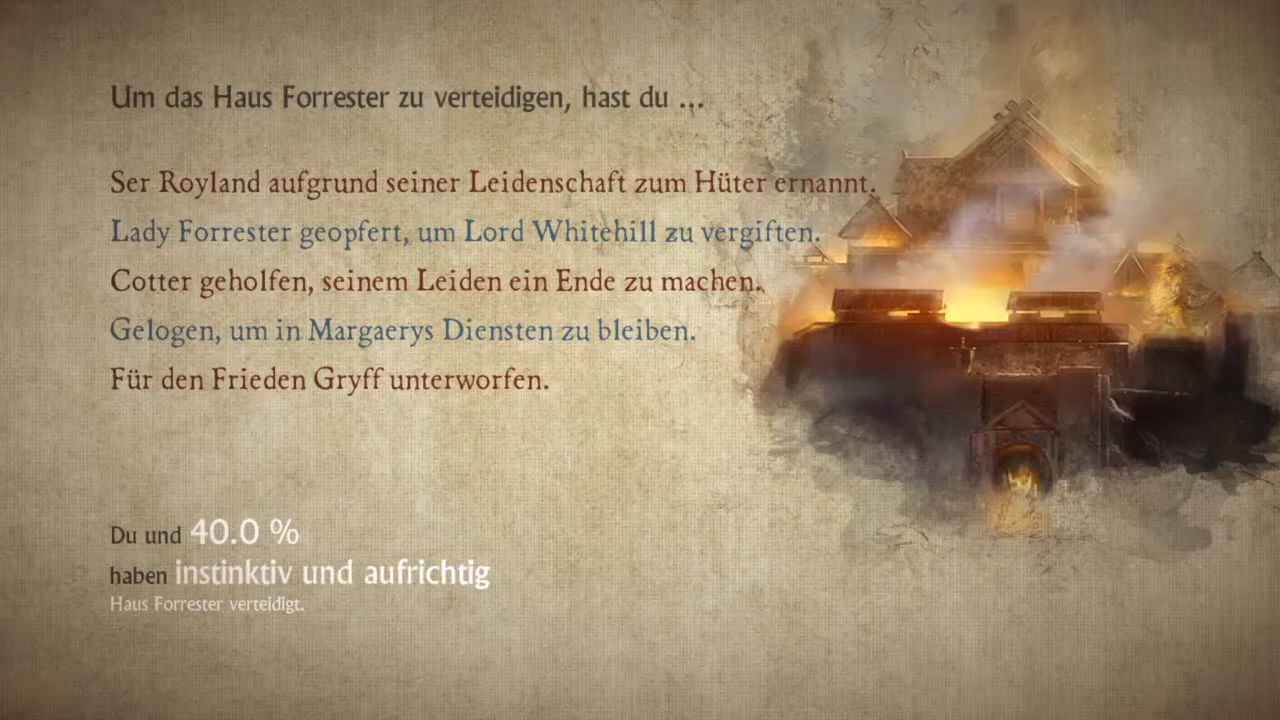 Um das Haus Forrester zu verteidigen, hast du ...
Ser Royland aufgrund seiner Leidenschaft zum Hüter ernannt.
Lady Forrester geopfert, um Lord Whitehill zu vergiften.
Cotter geholfen, seinem Leiden ein Ende zu machen.
Gelogen, um in Margaerys Diensten zu bleiben.
Für den Frieden Gryff unterworfen.
Du und 40.0 %
haben instinktiv und aufrichtig
Haus Forrester verteidigt.